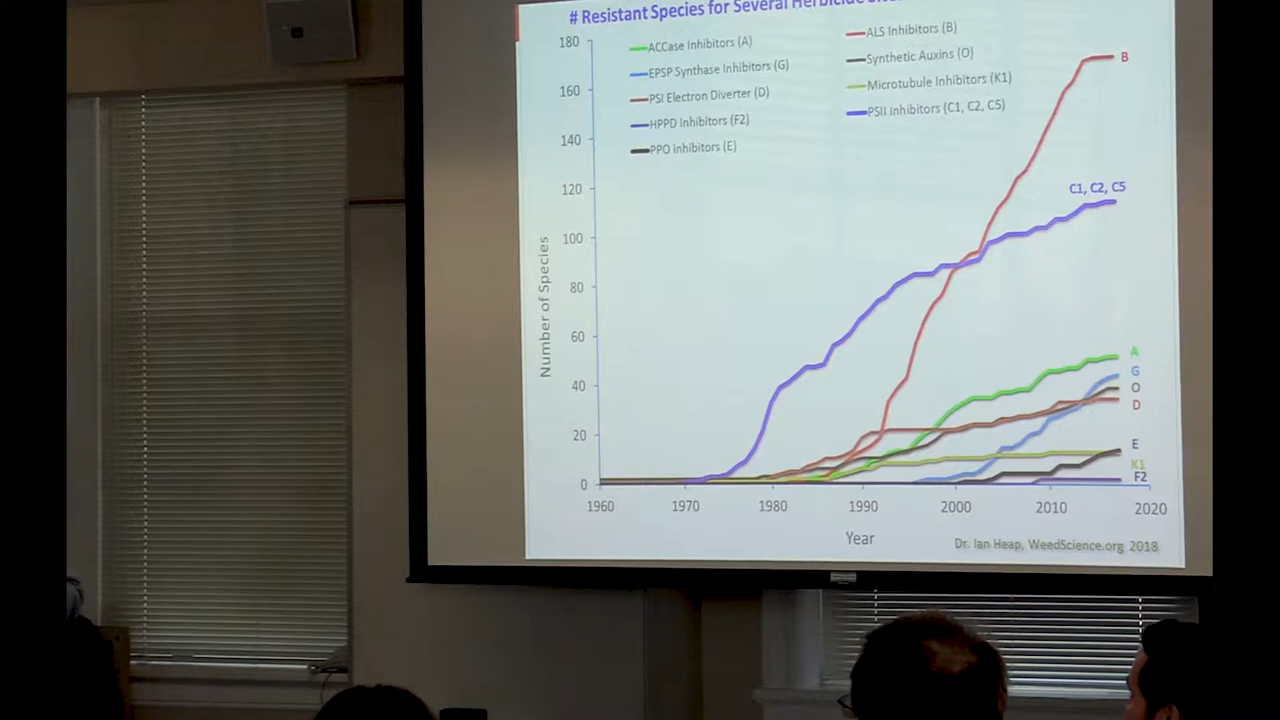 # Resistant Species for Several Herbicide
ACCase Inhibitors (A)
ALS Inhibitors (B)
EPSP Synthase Inhibitors (G)
Synthetic Auxins (O)
PSI Electron Diverter (D)
Microtubule Inhibitors (K1)
HPPD Inhibitors (F2)
PSII Inhibitors (C1, C2, C5)
PPO inhibitors (E)
180
160
140
120
100
80
60
40
20
0
Number of Species
B
C1, C2, C5
A
G
O
D
E
K1
F2
1960 1970 1980 1990 2000 2010 2020
Year
Dr. Ian Heap, WeedScience.org 2018